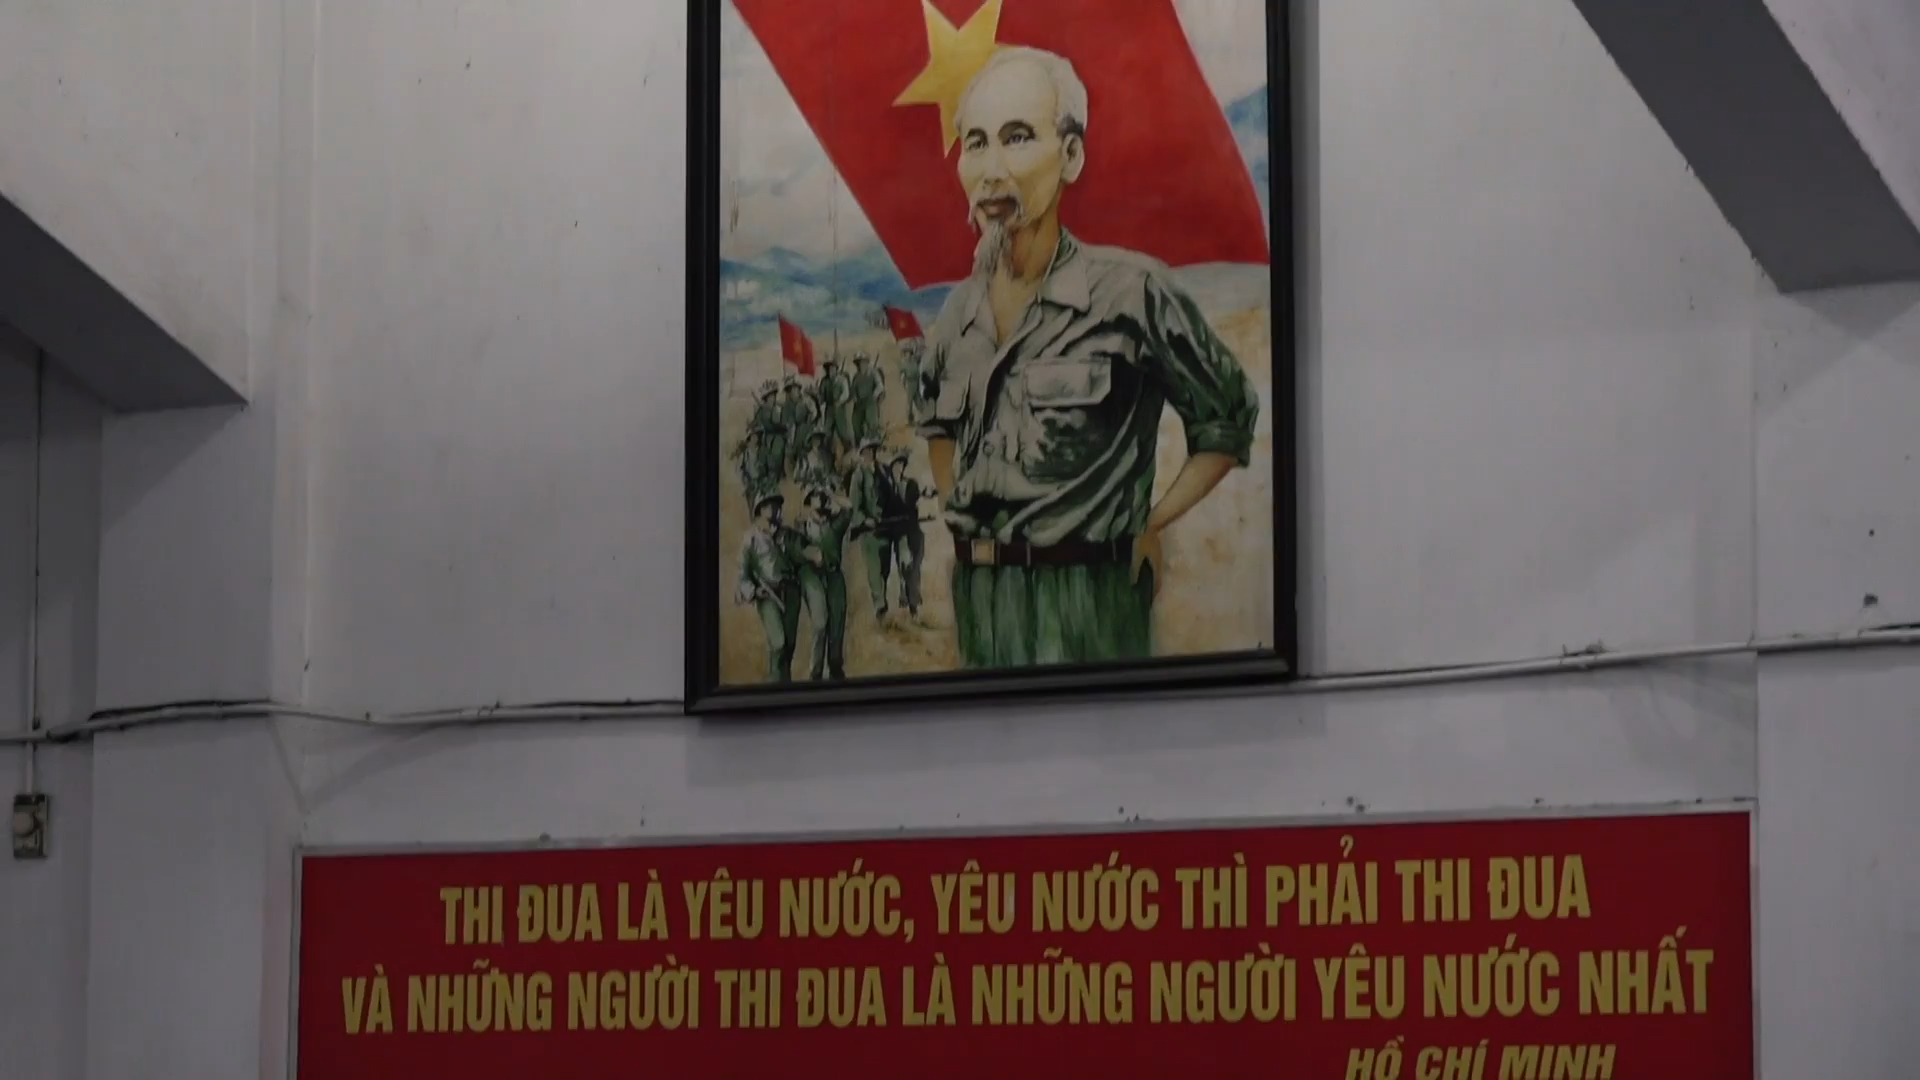 THI ĐUA LÀ YÊU NƯỚC, YÊU NƯỚC THÌ PHẢI THI ĐUA
VÀ NHỮNG NGƯỜI THI ĐUA LÀ NHỮNG NGƯỜI YÊU NƯỚC NHẤT
HỒ CHÍ MINH